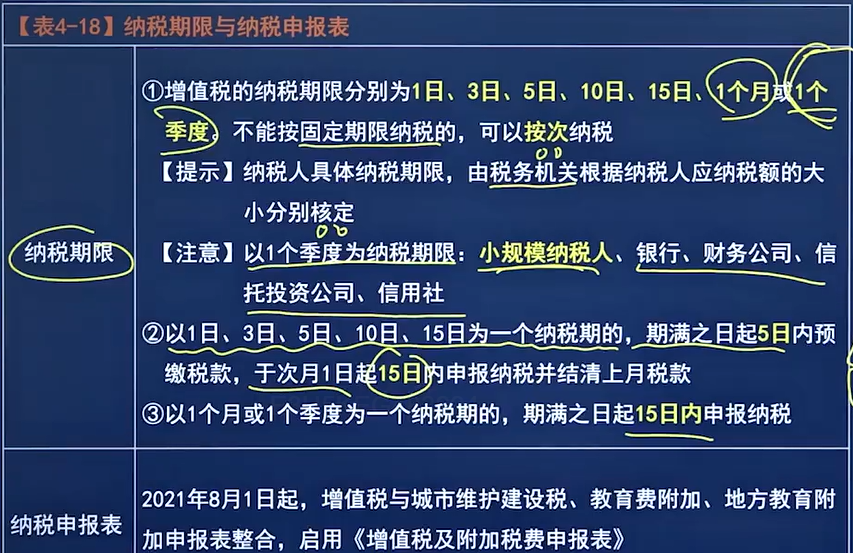 【表4-18】纳税期限与纳税申报表
纳税期限
①增值税的纳税期限分别为1日、3日、5日、10日、15日、1个月或1个
季度。不能按固定期限纳税的，可以按次纳税
【提示】纳税人具体纳税期限，由税务机关根据纳税人应纳税额的大
小分别核定
【注意】以1个季度为纳税期限：小规模纳税人、银行、财务公司、信
托投资公司、信用社
②以1日、3日、5日、10日、15日为一个纳税期的，期满之日起5日内预
缴税款，于次月1日起15日内申报纳税并结清上月税款
③以1个月或1个季度为一个纳税期的，期满之日起15日内申报纳税
纳税申报表
2021年8月1日起，增值税与城市维护建设税、教育费附加、地方教育附
加申报表整合，启用《增值税及附加税费申报表》